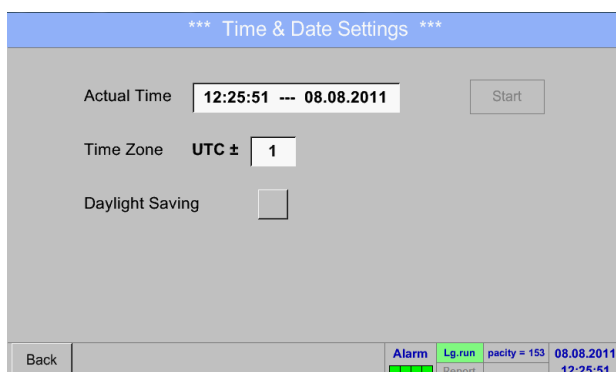 *** Time & Date Settings ***
Actual Time 12:25:51 --- 08.08.2011 Start
Time Zone UTC ± 1
Daylight Saving
Back
Alarm Lg.run pacity = 153 08.08.2011
Report 12:25:51